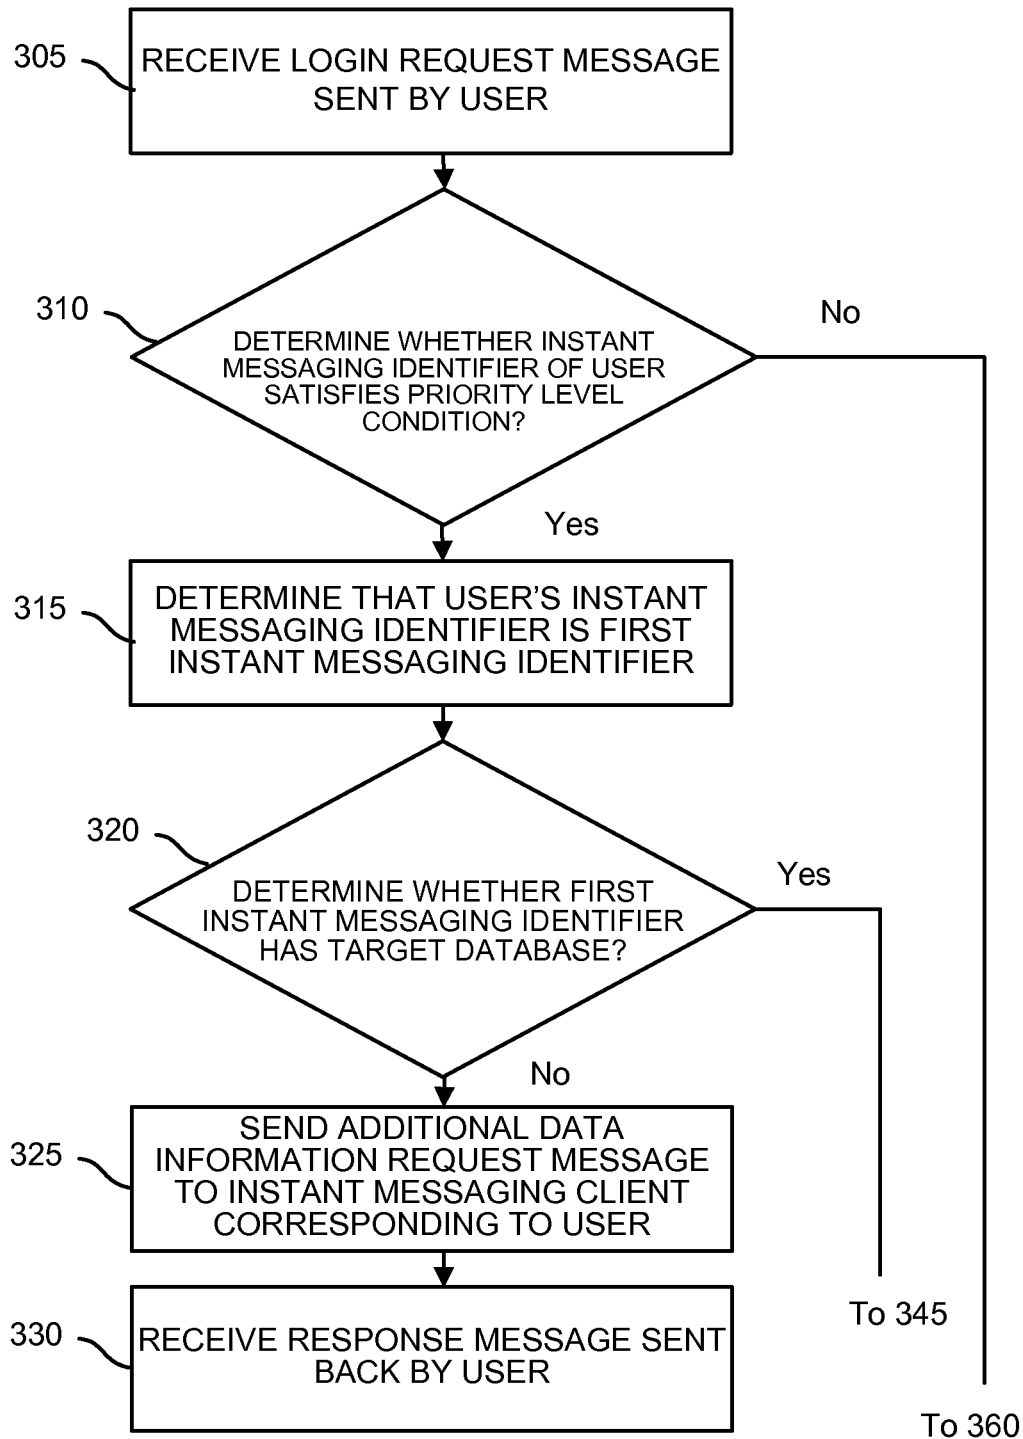 305
RECEIVE LOGIN REQUEST MESSAGE
SENT BY USER
310
No
DETERMINE WHETHER INSTANT
MESSAGING IDENTIFIER OF USER
SATISFIES PRIORITY LEVEL
CONDITION?
Yes
315
DETERMINE THAT USER'S INSTANT
MESSAGING IDENTIFIER IS FIRST
INSTANT MESSAGING IDENTIFIER
320
Yes
DETERMINE WHETHER FIRST
INSTANT MESSAGING IDENTIFIER
HAS TARGET DATABASE?
No
325
SEND ADDITIONAL DATA
INFORMATION REQUEST MESSAGE
TO INSTANT MESSAGING CLIENT
CORRESPONDING TO USER
To 345
330
RECEIVE RESPONSE MESSAGE SENT
BACK BY USER
To 360